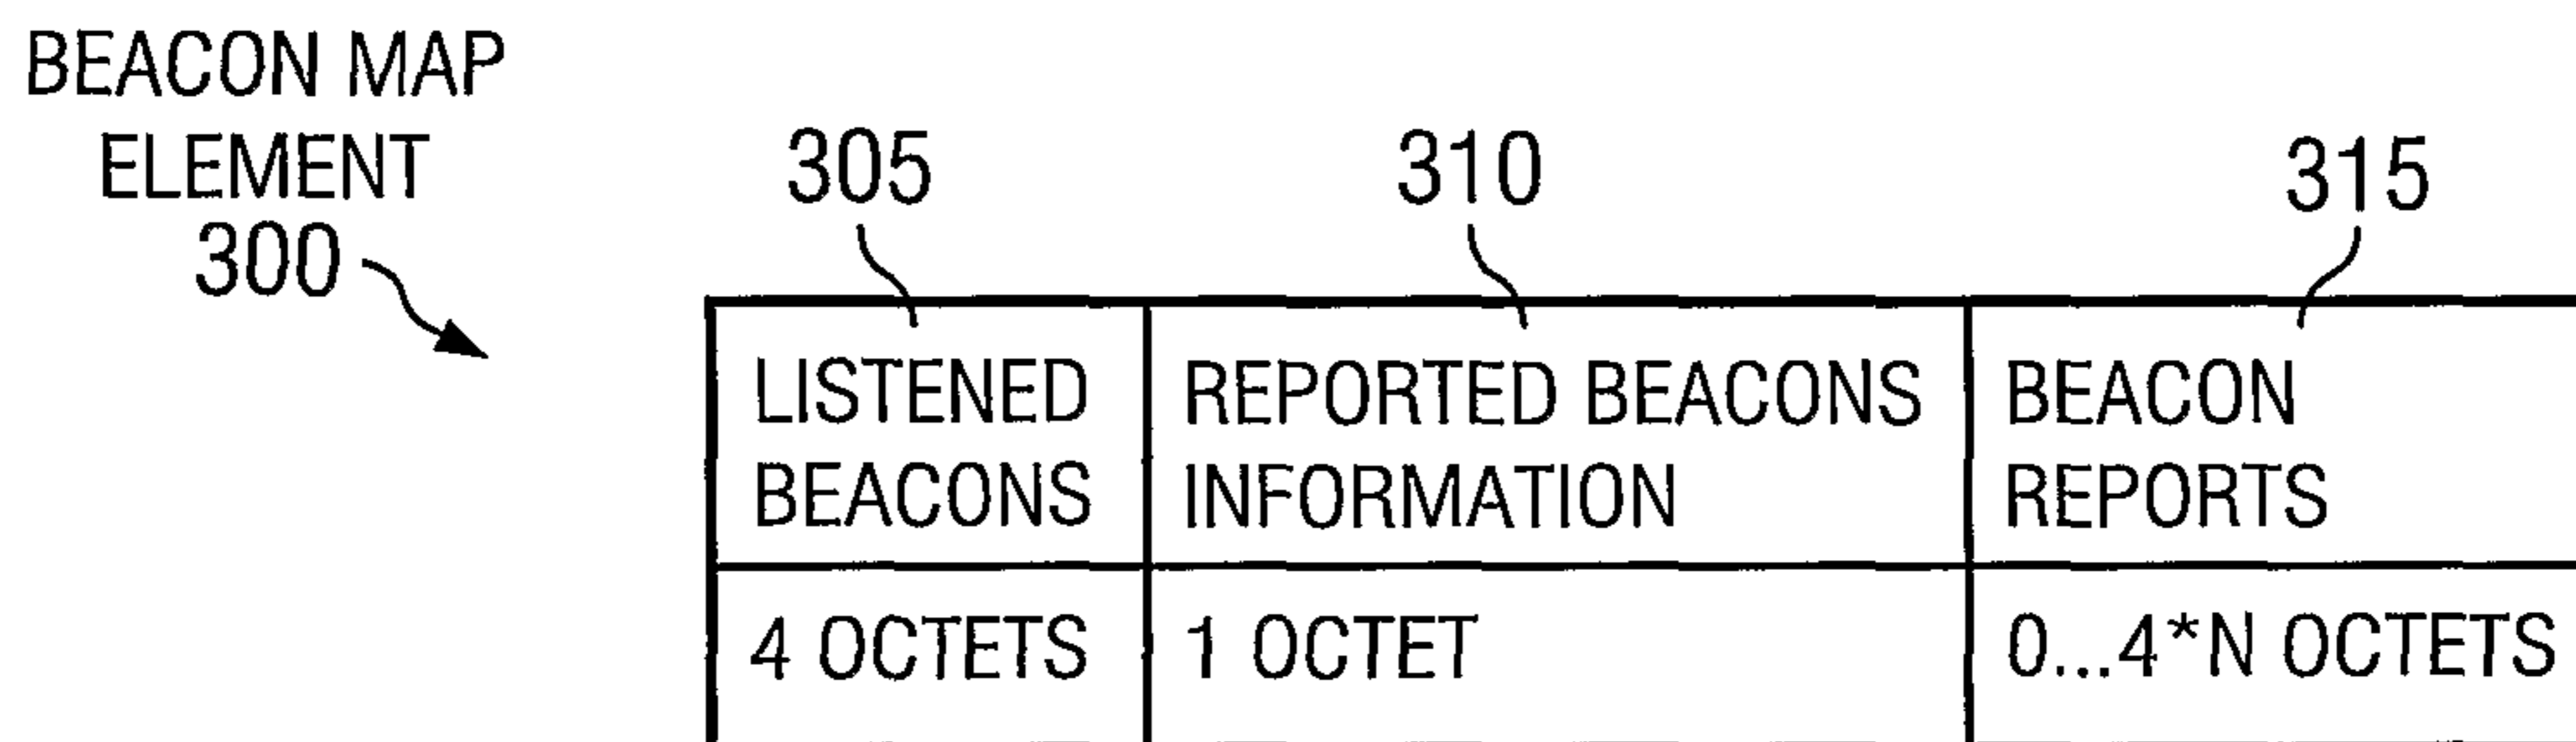 BEACON MAP
ELEMENT
300
305
310
315
LISTENED
BEACONS
REPORTED BEACONS
INFORMATION
BEACON
REPORTS
4 OCTETS
1 OCTET
0...4*N OCTETS